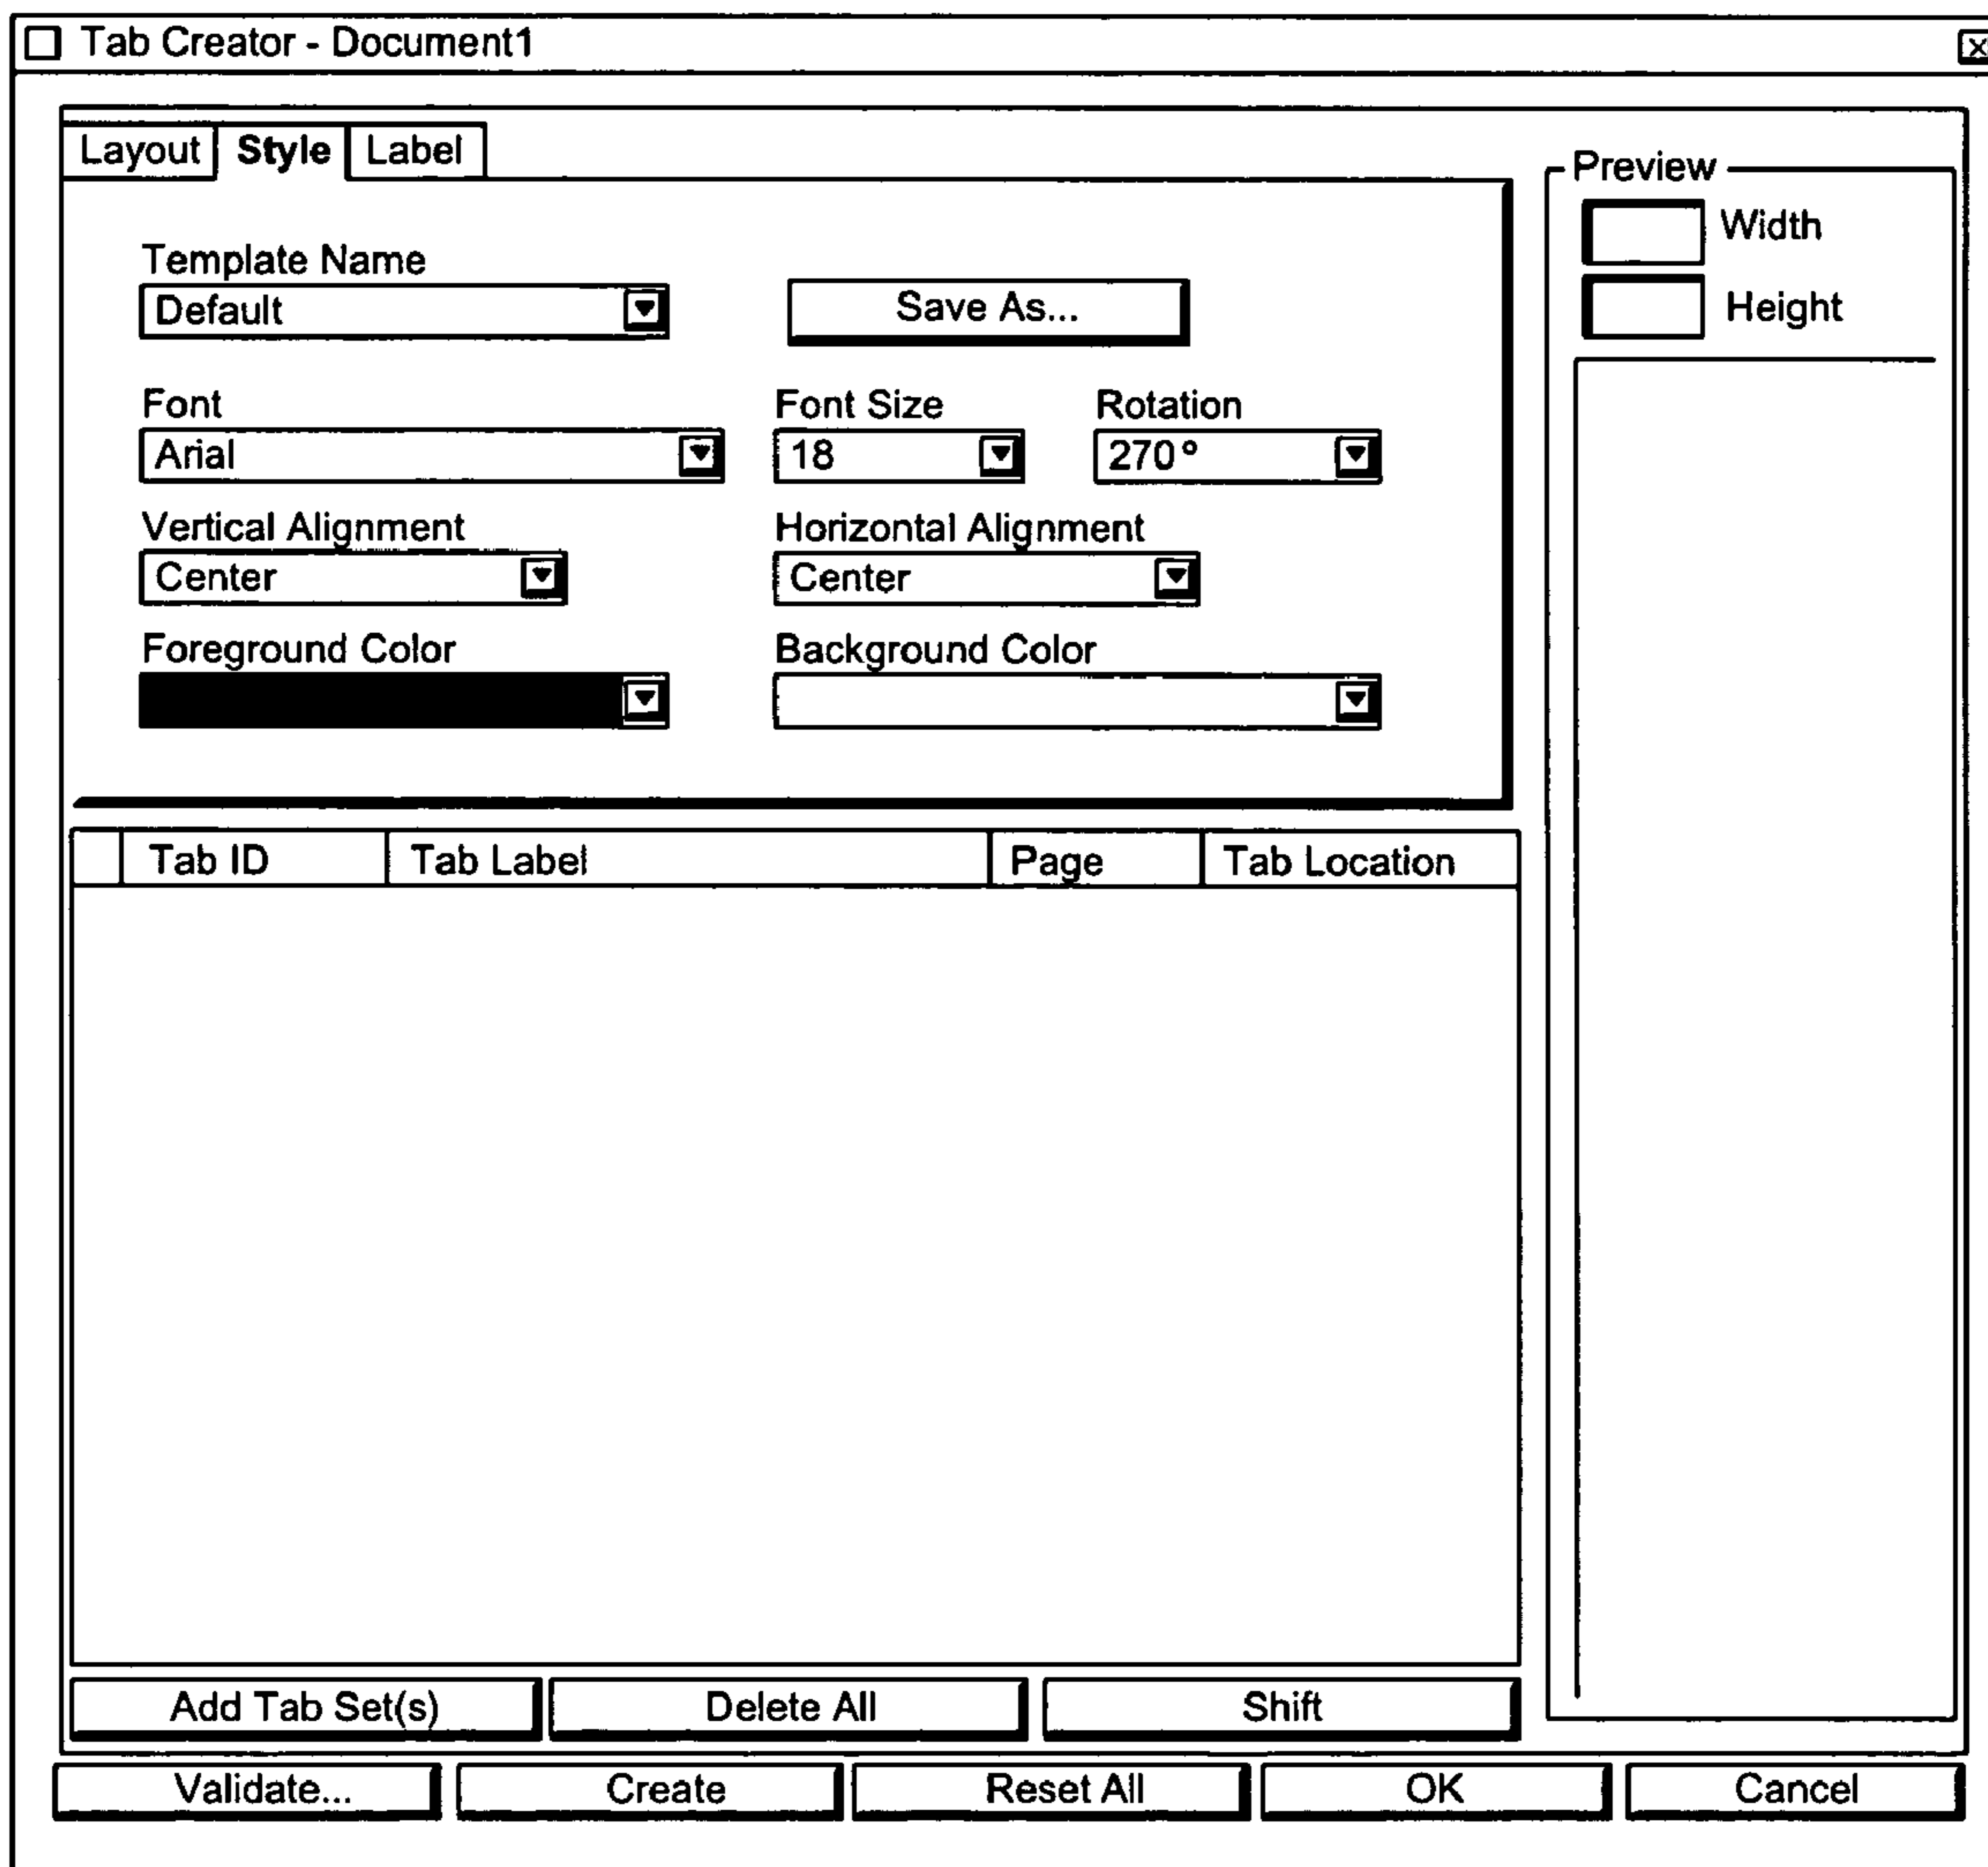 Tab Creator - Document1
Layout Style Label
Template Name
Default
Save As...
Font Font Size Rotation
Arial 18 270°
Vertical Alignment Horizontal Alignment
Center Center
Foreground Color Background Color
Tab ID Tab Label Page Tab Location
Add Tab Set(s) Delete All Shift
Preview
Width
Height
Validate... Create Reset All OK Cancel